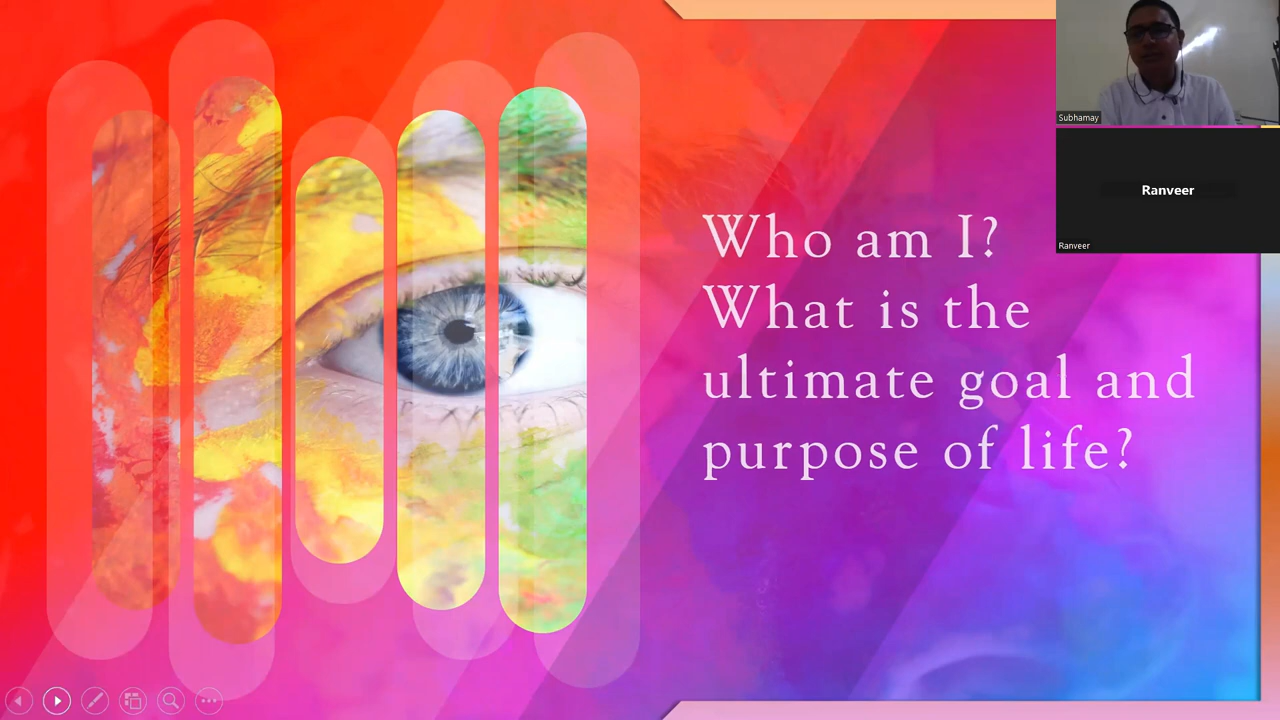 Who am I?
What is the
ultimate goal and
purpose of life?
Subhamay
Ranveer
Ranveer